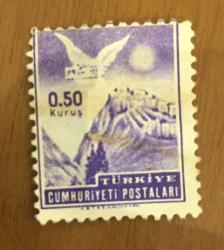 0.50
Kuruş
TÜRKİYE
CUMHURİYETİ POSTALARI